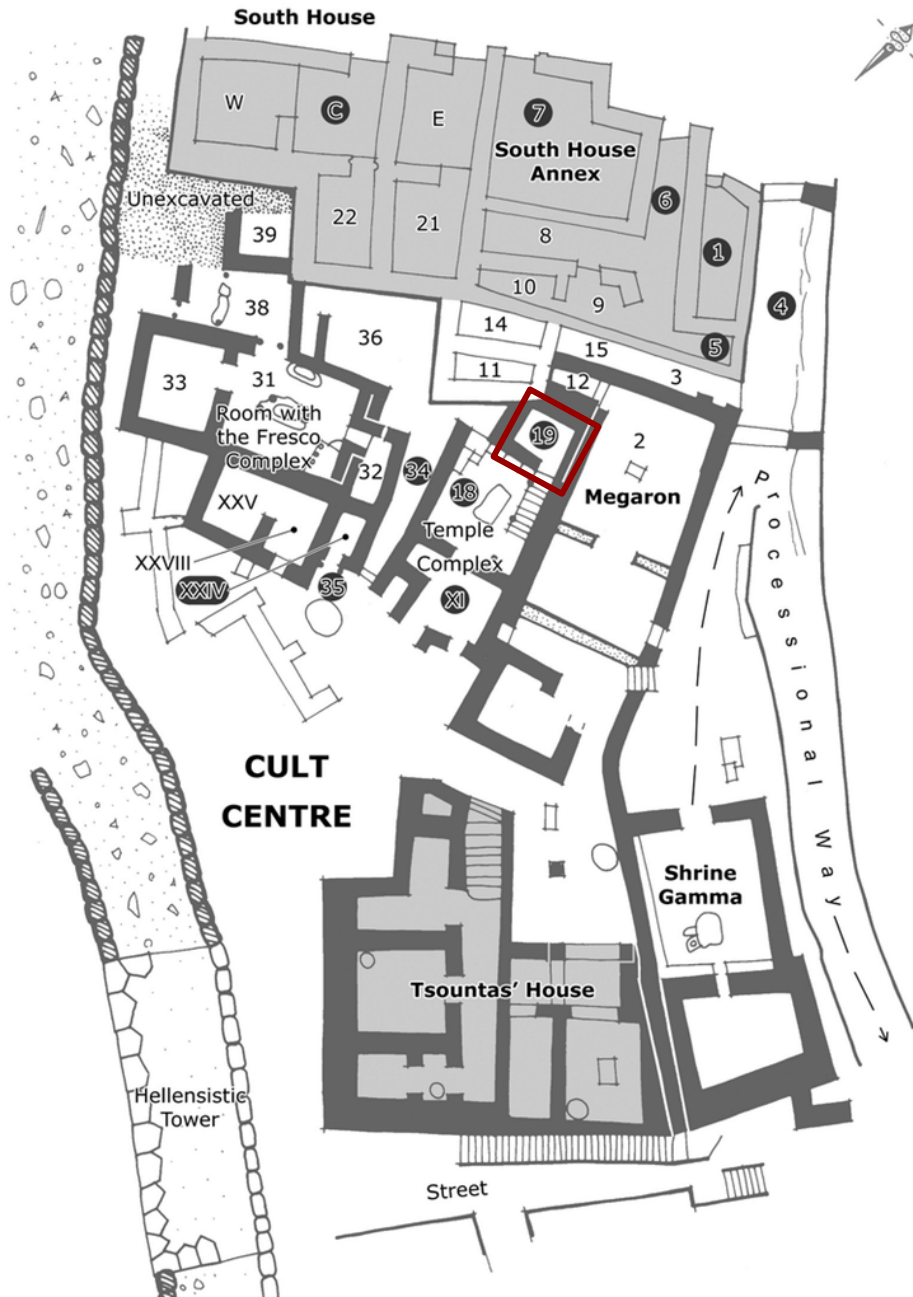 South House
W
C
E
7
South House
Annex
6
1
Unexcavated
39
22
21
8
10
9
4
38
36
14
15
5
3
33
31
11
12
19
2
Room with
the Fresco
Complex
32
34
18
Megaron
XXV
Temple
Complex
XXVIII
XXIV
35
XI
Processional Way
CULT
CENTRE
Shrine
Gamma
Tsountas’ House
Hellensistic
Tower
Street